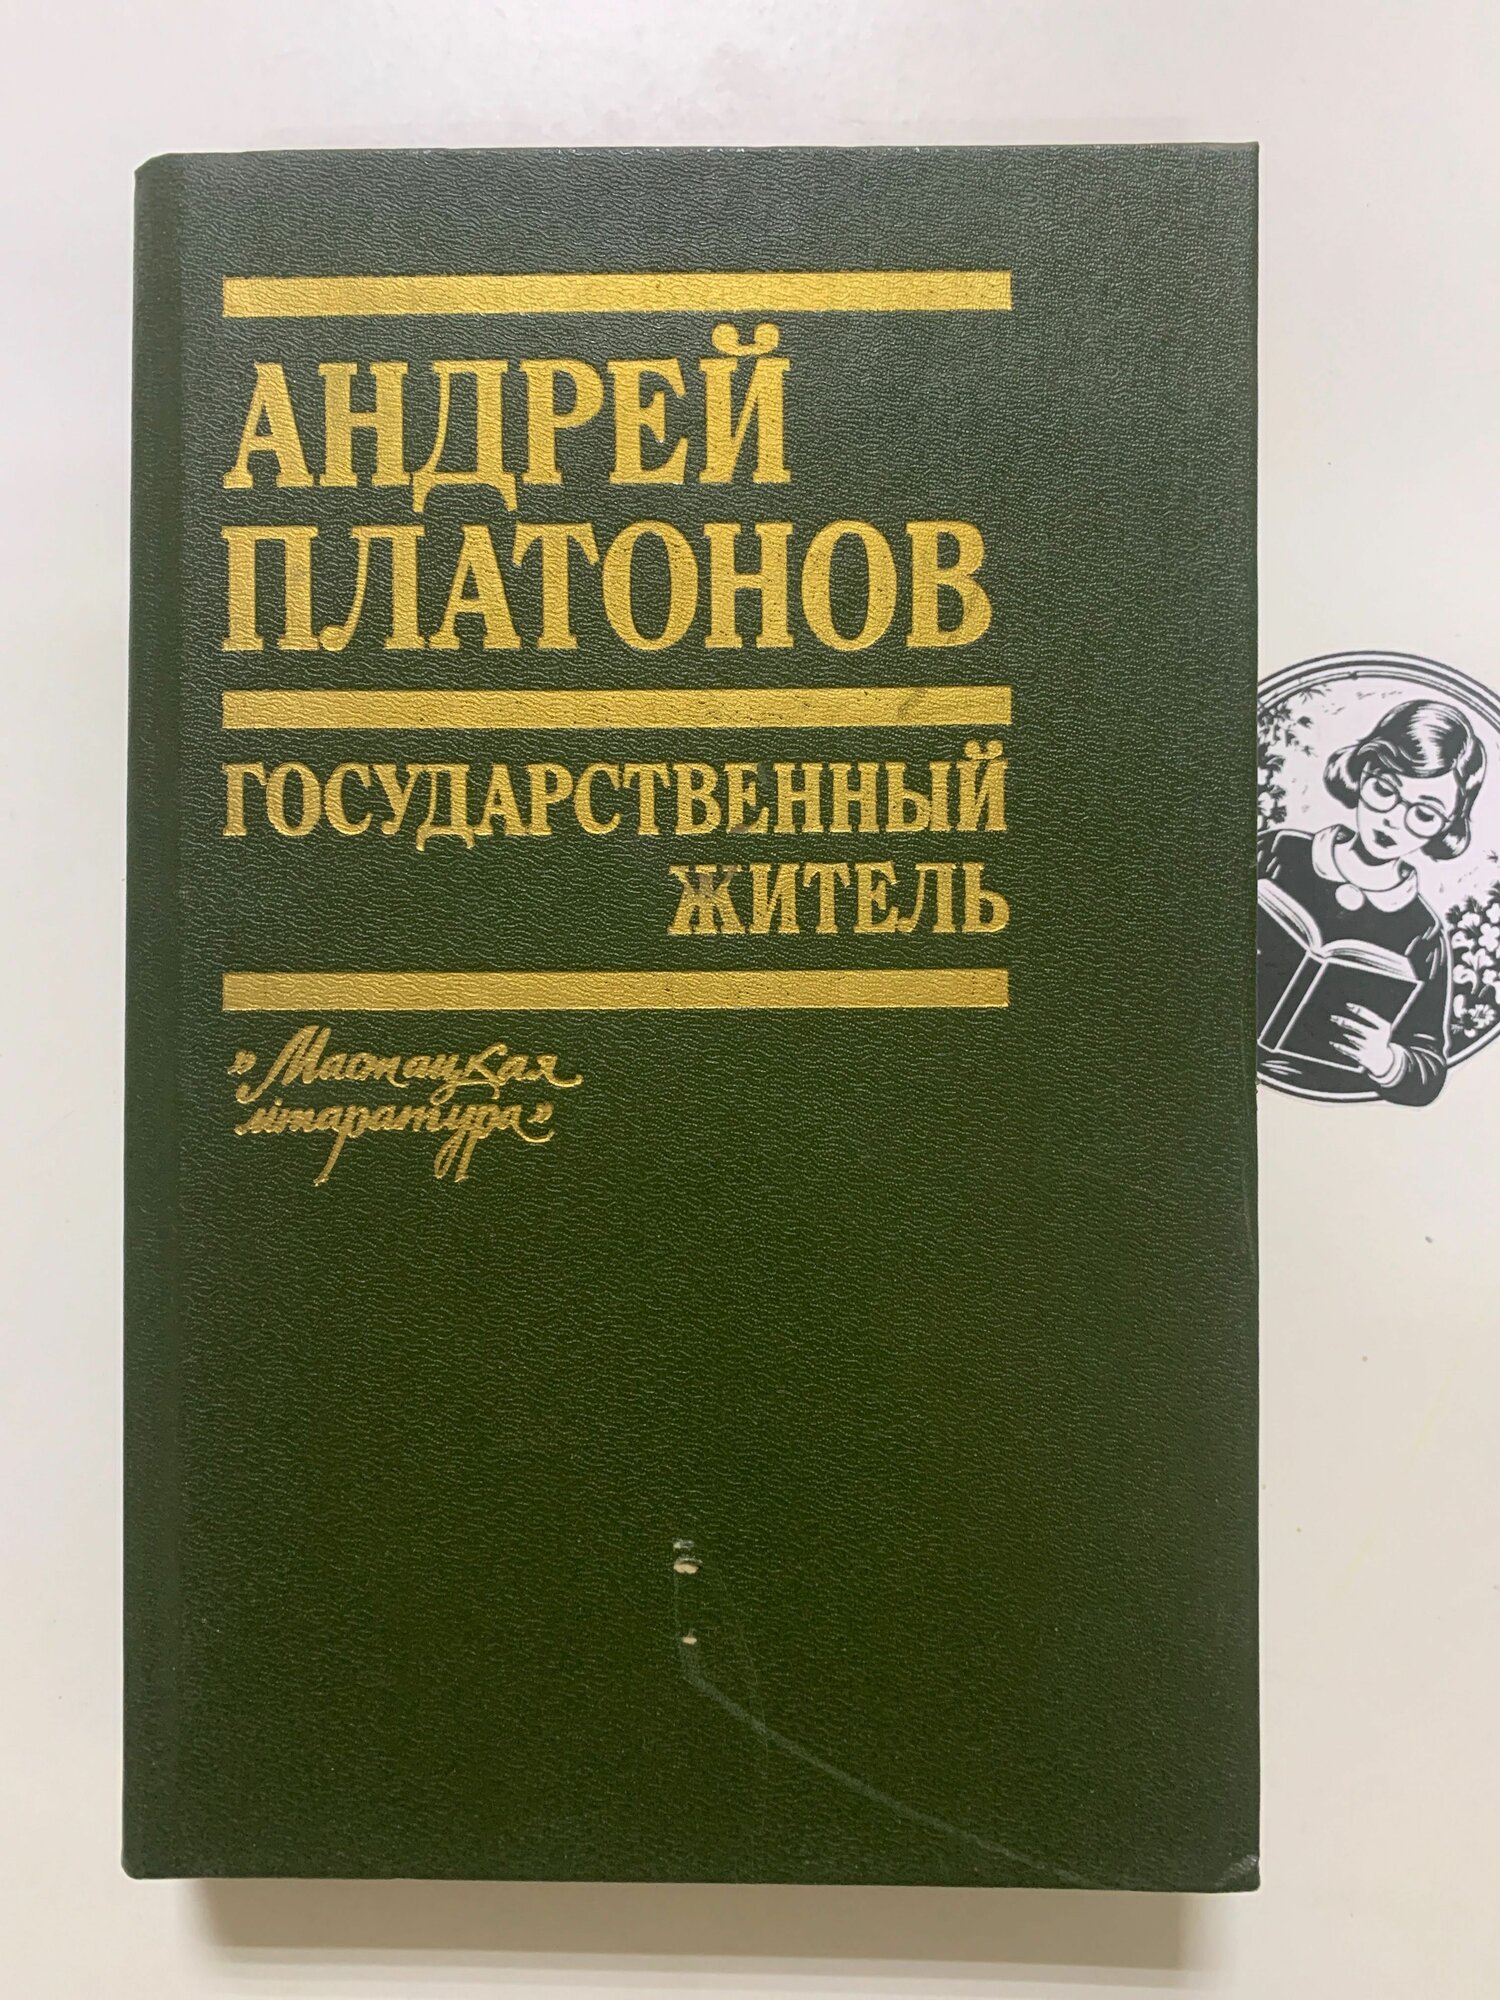 АНДРЕЙ
ПЛАТОНОВ
ГОСУДАРСТВЕННЫЙ
ЖИТЕЛЬ
„Мастацкая
літаратура"